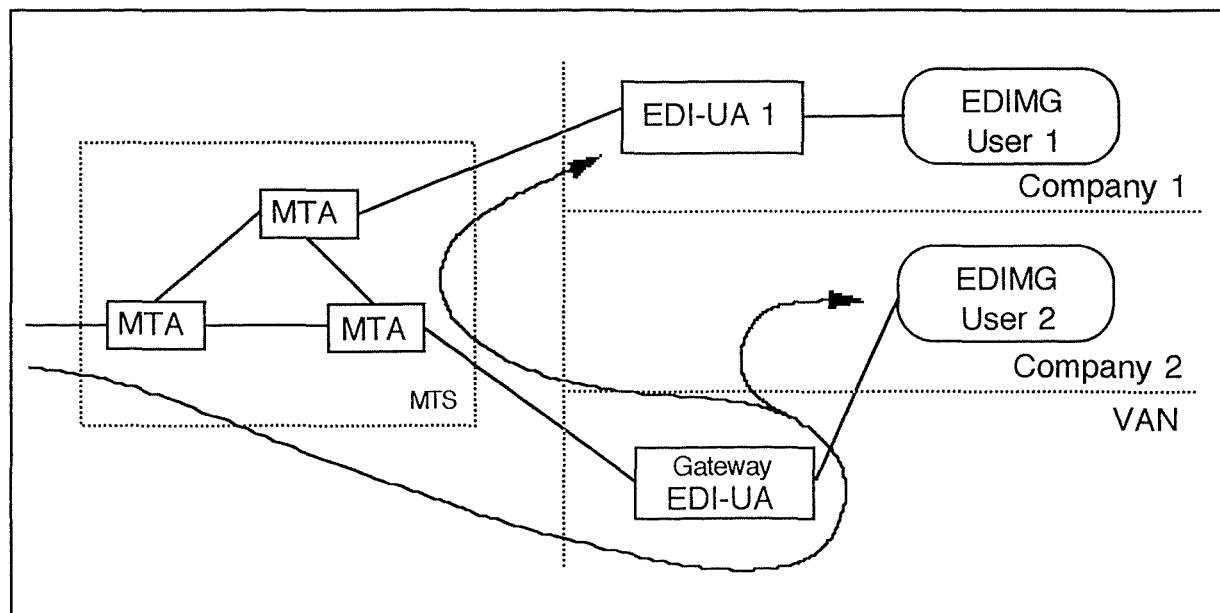 EDI-UA 1
EDIMG
User 1
Company 1
MTA
MTA
MTA
MTS
EDIMG
User 2
Company 2
VAN
Gateway
EDI-UA